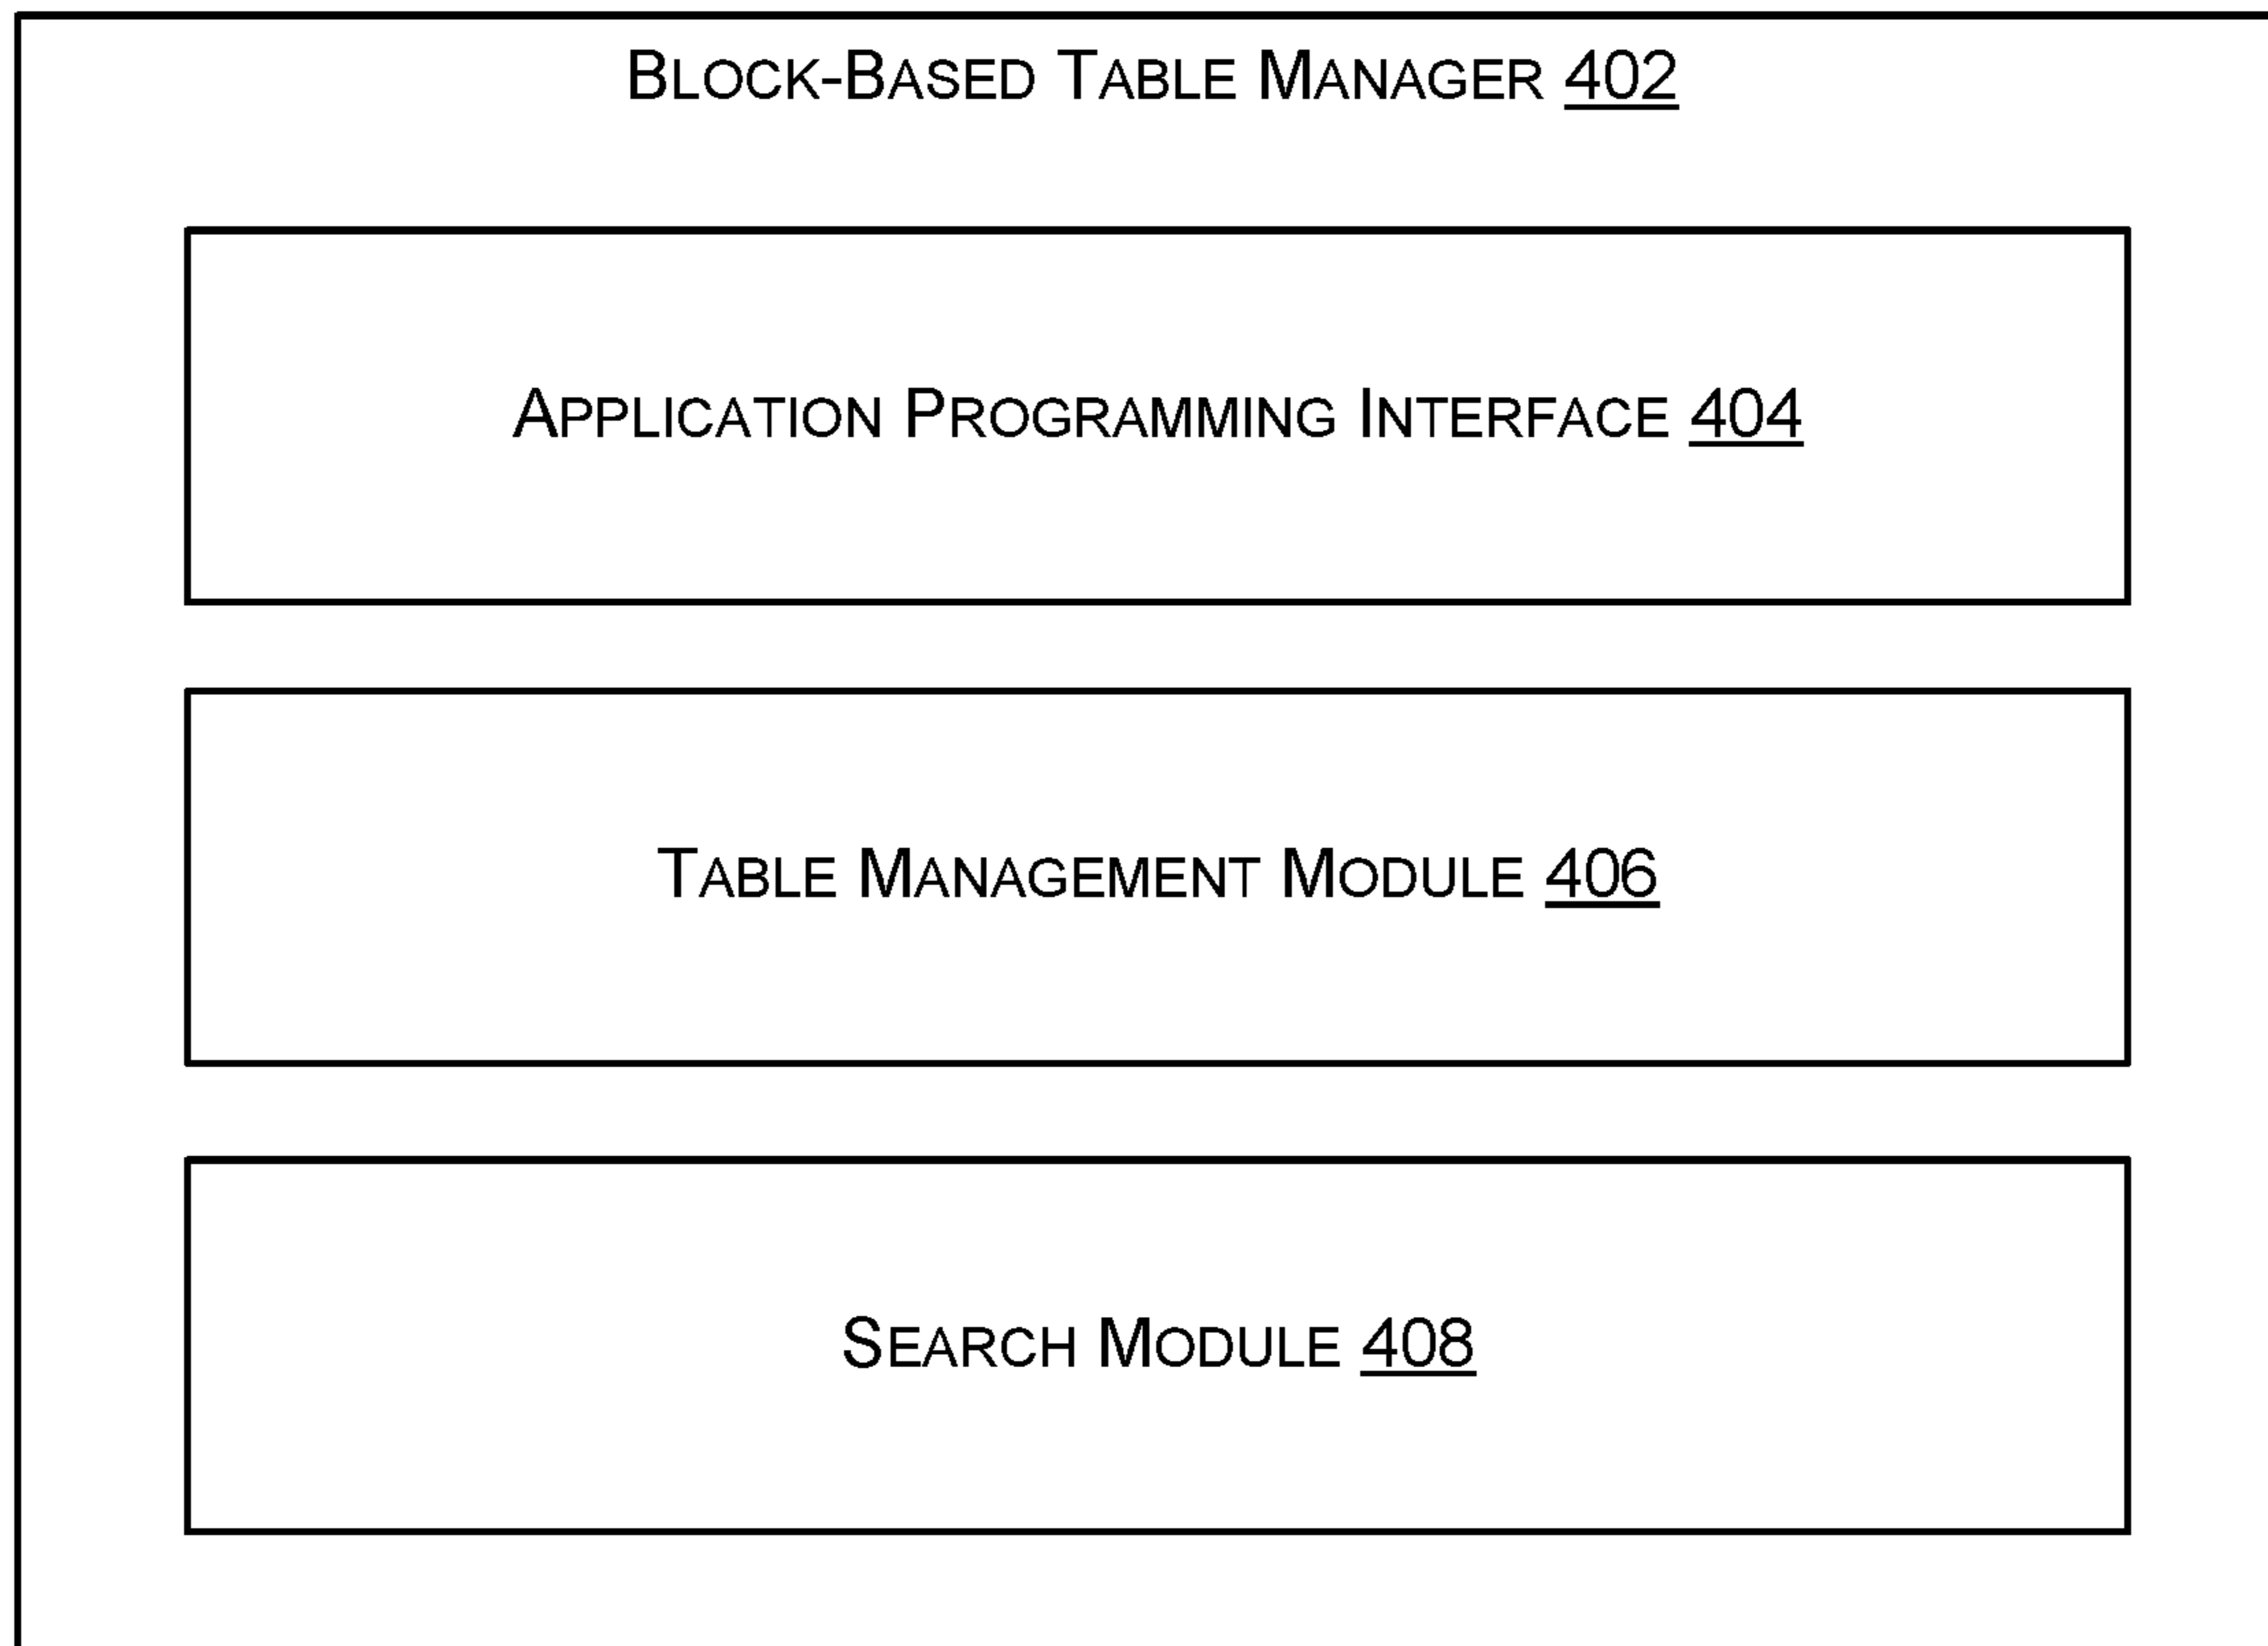 BLOCK-BASED TABLE MANAGER 402
APPLICATION PROGRAMMING INTERFACE 404
TABLE MANAGEMENT MODULE 406
SEARCH MODULE 408